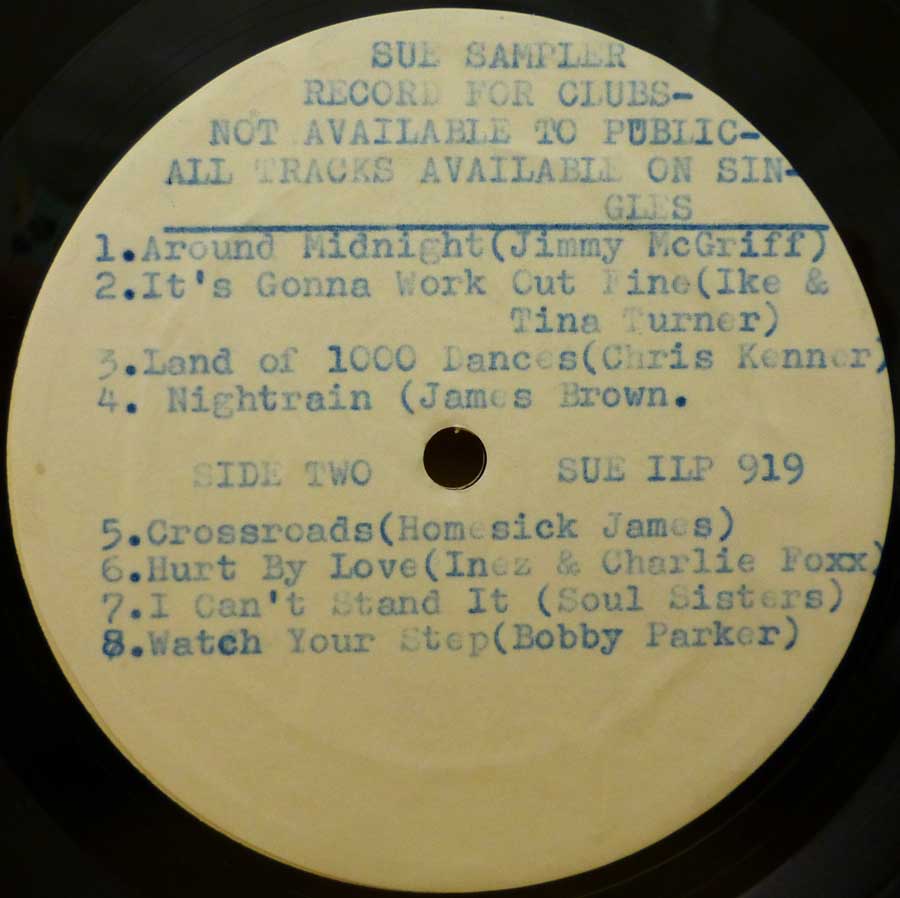 SUE SAMPLER
RECORD FOR CLUBS-
NOT AVAILABLE TO PUBLIC-
ALL TRACKS AVAILABLE ON SIN-
GLES
1.Around Midnight(Jimmy McGriff)
2.It's Gonna Work Out Fine(Ike &
Tina Turner)
3.Land of 1000 Dances(Chris Kenner)
4. Nightrain (James Brown.
SIDE TWO SUE ILP 919
5.Crossroads(Homesick James)
6.Hurt By Love(Inez & Charlie Foxx)
7.I Can't Stand It (Soul Sisters)
8.Watch Your Step(Bobby Parker)